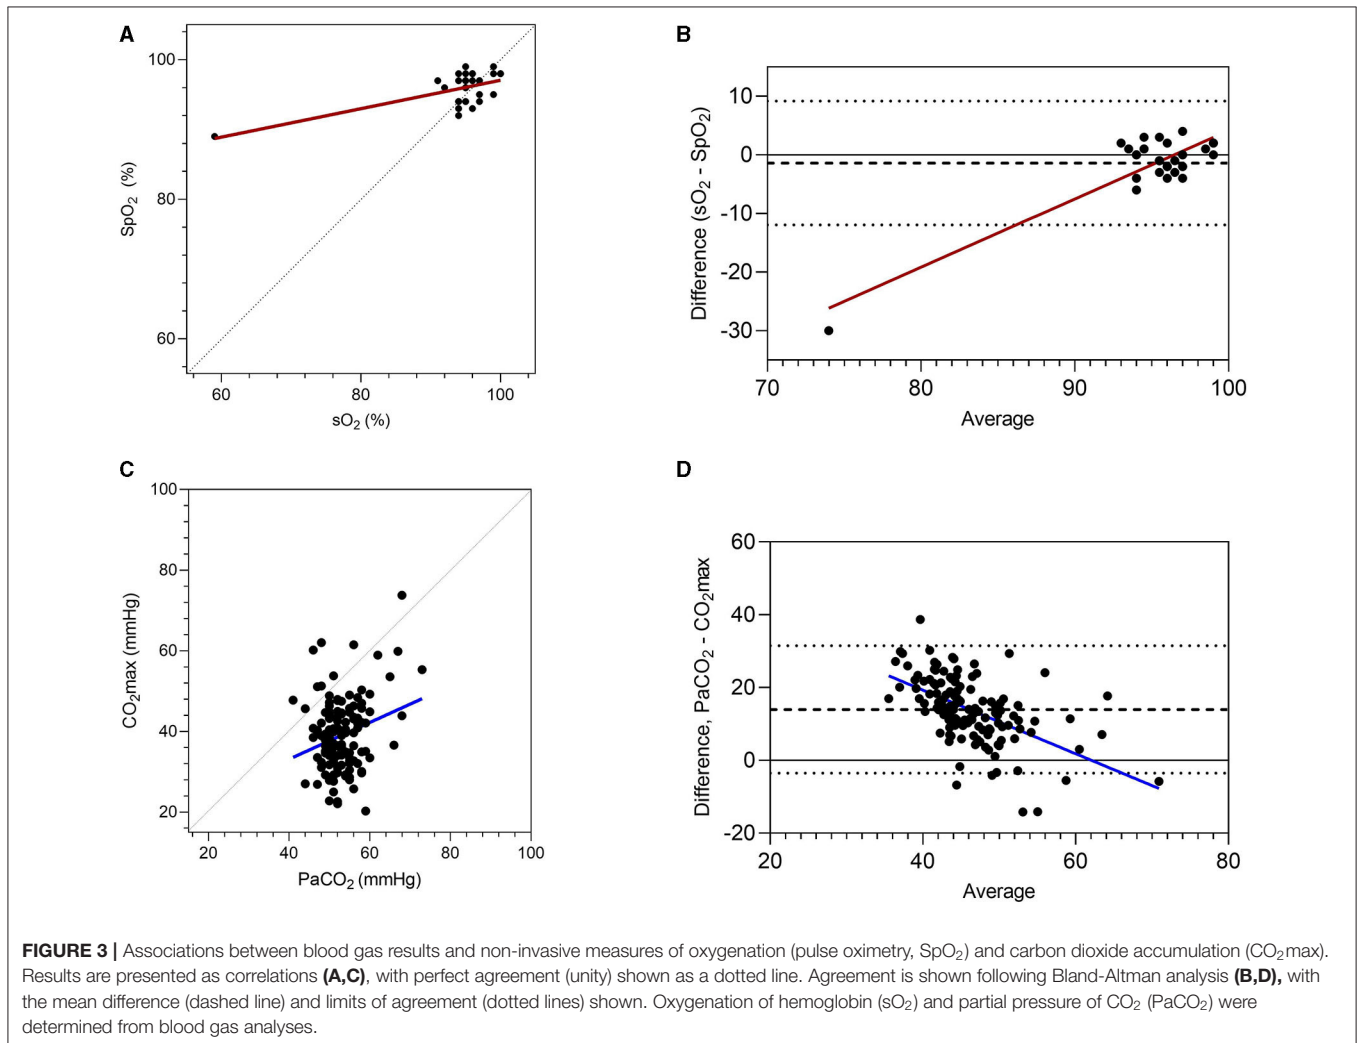 A
100
80
60
SpO2 (%)
60 80 100
sO2 (%)
B
10
0
-10
-20
-30
Difference (sO2 - SpO2)
70 80 90 100
Average
C
100
80
60
40
20
CO2max (mmHg)
20 40 60 80 100
PaCO2 (mmHg)
D
60
40
20
0
-20
Difference, PaCO2 - CO2max
20 40 60 80
Average
FIGURE 3 | Associations between blood gas results and non-invasive measures of oxygenation (pulse oximetry, SpO2) and carbon dioxide accumulation (CO2max).
Results are presented as correlations (A,C), with perfect agreement (unity) shown as a dotted line. Agreement is shown following Bland-Altman analysis (B,D), with
the mean difference (dashed line) and limits of agreement (dotted lines) shown. Oxygenation of hemoglobin (sO2) and partial pressure of CO2 (PaCO2) were
determined from blood gas analyses.